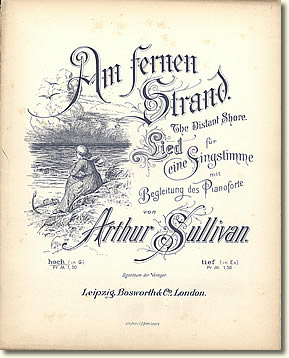 Am fernen
Strand.
The Distant Shore.
Lied für
eine Singstimme
mit
Begleitung des Pianoforte
von
Arthur Sullivan.
hoch (in G)
Pr. M. 1,50
tief (in Es)
Pr. M. 1,50
Eigentum der Verleger.
Leipzig, Bosworth & Co, London.